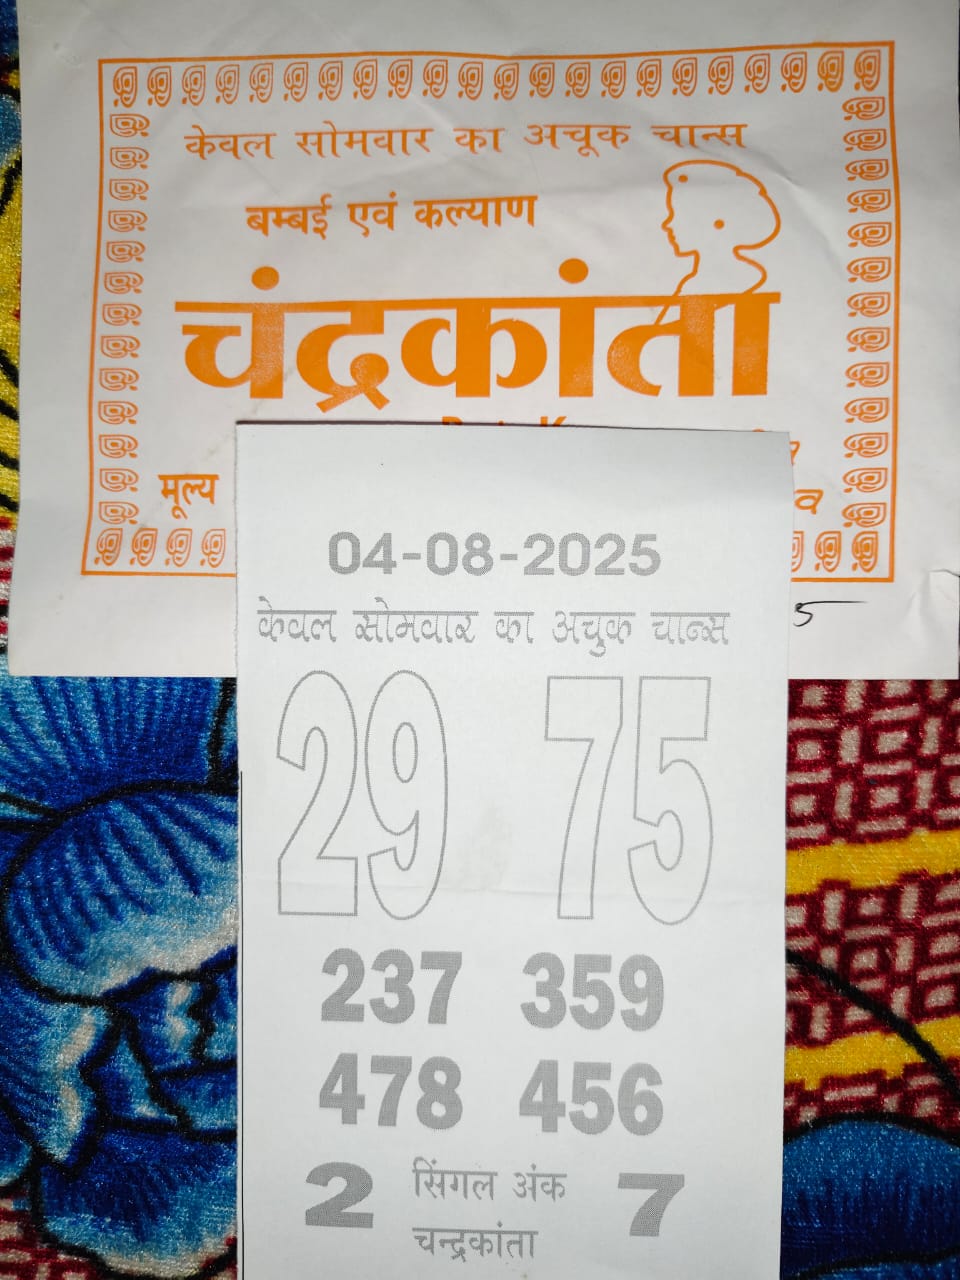 केवल सोमवार का अचूक चान्स
बम्बई एवं कल्याण
चंद्रकांता
मूल्य
5
04-08-2025
केवल सोमवार का अचुक चान्स
29 75
237 359
478 456
2 सिंगल अंक 7
चन्द्रकांता